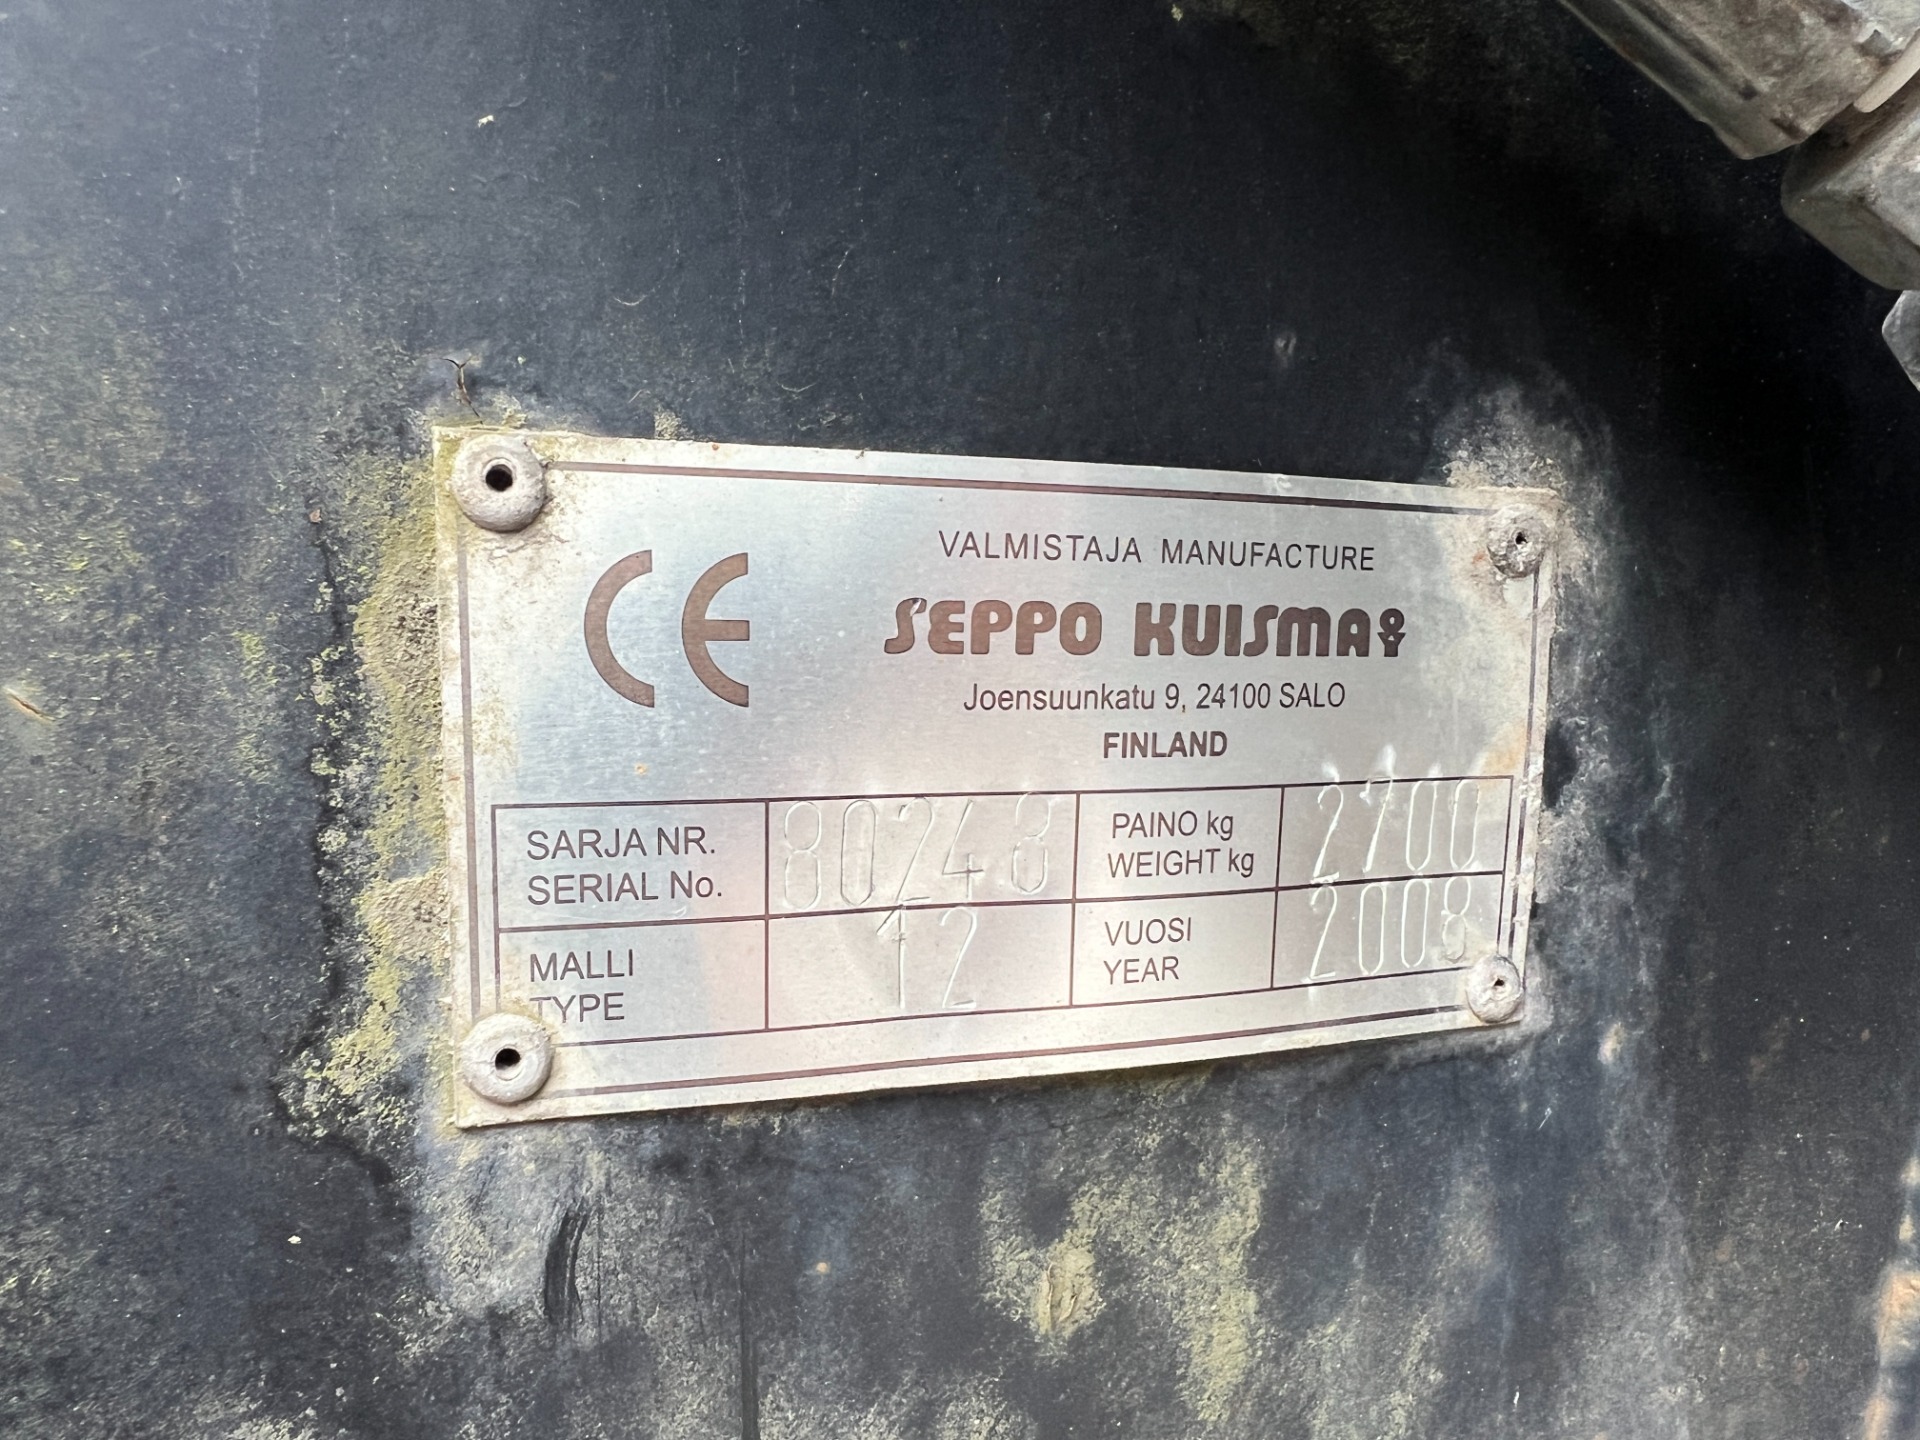 CE
VALMISTAJA MANUFACTURE
SEPPO KUISMA
Joensuunkatu 9, 24100 SALO
FINLAND
SARJA NR.
SERIAL No.
80248
PAINO kg
WEIGHT kg
2700
MALLI
TYPE
12
VUOSI
YEAR
2008